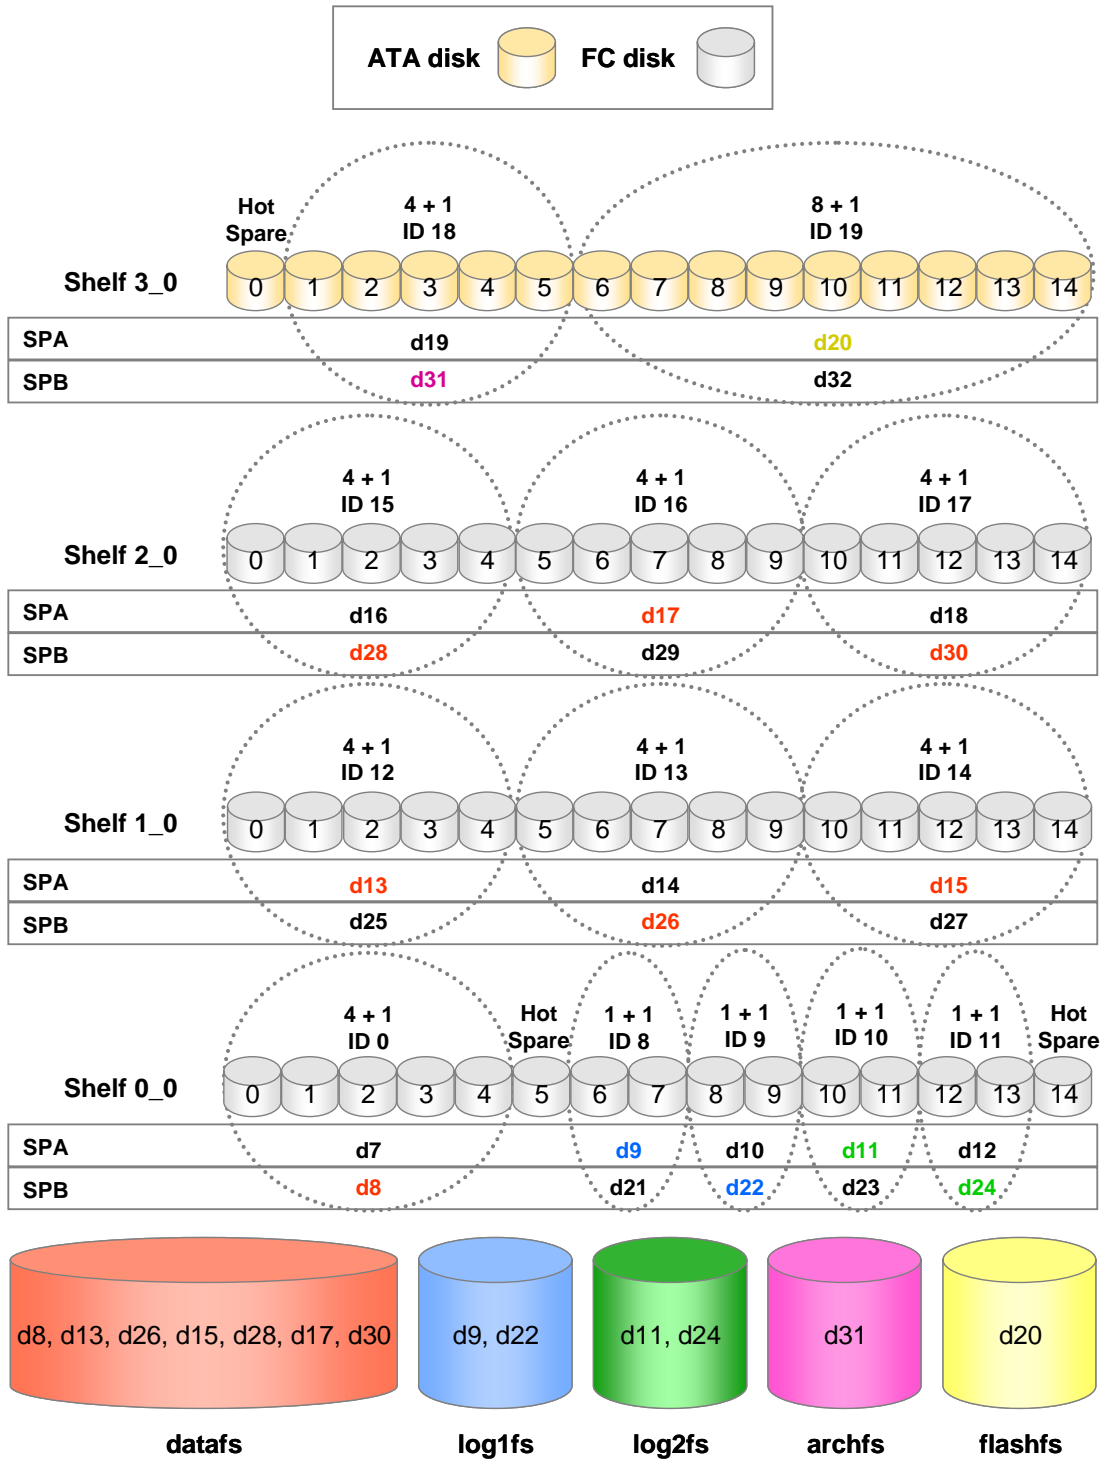 ATA disk FC disk
Hot Spare
4 + 1
ID 18
8 + 1
ID 19
Shelf 3_0
0 1 2 3 4 5 6 7 8 9 10 11 12 13 14
SPA d19 d20
SPB d31 d32
4 + 1
ID 15
4 + 1
ID 16
4 + 1
ID 17
Shelf 2_0
0 1 2 3 4 5 6 7 8 9 10 11 12 13 14
SPA d16 d17 d18
SPB d28 d29 d30
4 + 1
ID 12
4 + 1
ID 13
4 + 1
ID 14
Shelf 1_0
0 1 2 3 4 5 6 7 8 9 10 11 12 13 14
SPA d13 d14 d15
SPB d25 d26 d27
4 + 1
ID 0
Hot
Spare
1 + 1
ID 8
1 + 1
ID 9
1 + 1
ID 10
1 + 1
ID 11
Hot
Spare
Shelf 0_0
0 1 2 3 4 5 6 7 8 9 10 11 12 13 14
SPA d7 d9 d10 d11 d12
SPB d8 d21 d22 d23 d24
d8, d13, d26, d15, d28, d17, d30
d9, d22
d11, d24
d31
d20
datafs log1fs log2fs archfs flashfs